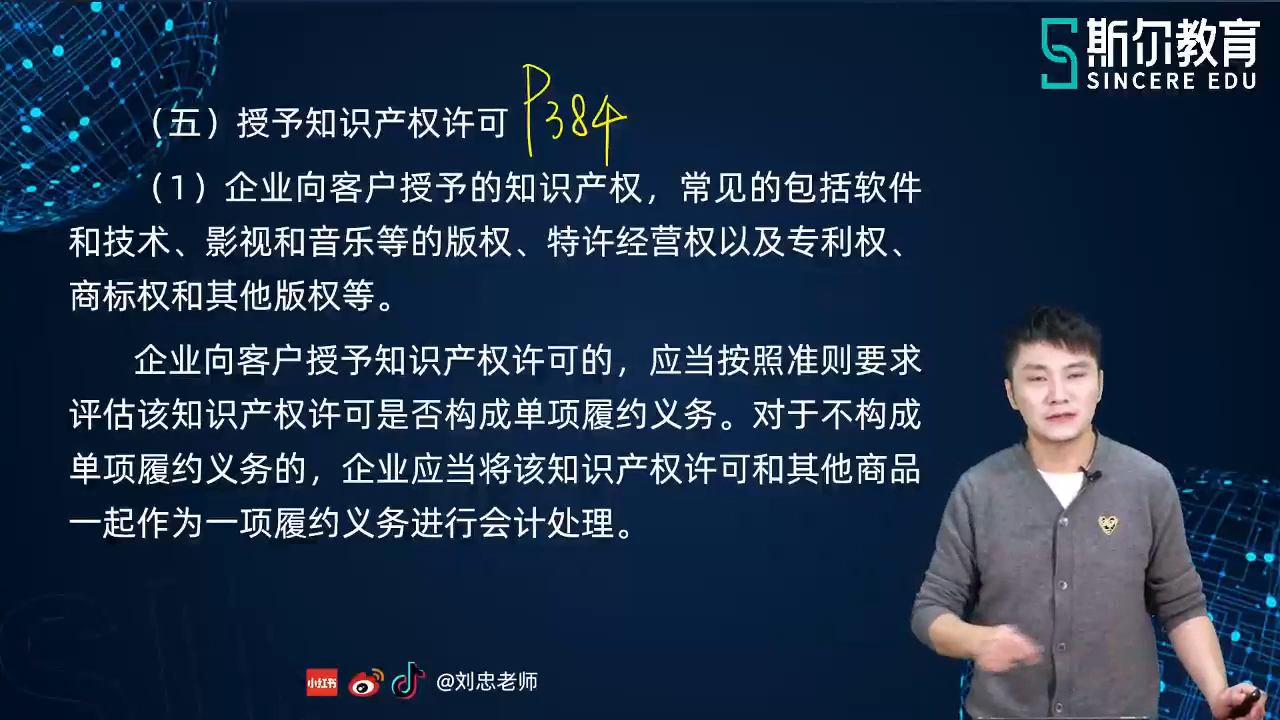 斯尔教育
SINCERE EDU
（五）授予知识产权许可 P384
（1）企业向客户授予的知识产权，常见的包括软件
和技术、影视和音乐等的版权、特许经营权以及专利权、
商标权和其他版权等。
企业向客户授予知识产权许可的，应当按照准则要求
评估该知识产权许可是否构成单项履约义务。对于不构成
单项履约义务的，企业应当将该知识产权许可和其他商品
一起作为一项履约义务进行会计处理。
小红书 @刘忠老师